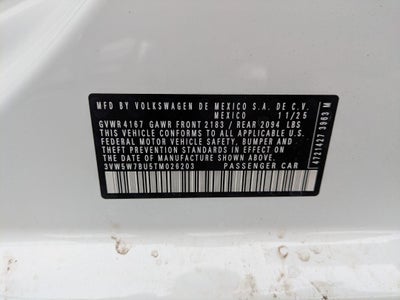 MFD BY VOLKSWAGEN DE MEXICO S.A. DE C.V.
MEXICO 11/25
GVWR 4167 GAWR FRONT 2183 / REAR 2094 LBS
THIS VEHICLE CONFORMS TO ALL APPLICABLE U.S.
FEDERAL MOTOR VEHICLE SAFETY, BUMPER AND
THEFT PREVENTION STANDARDS IN EFFECT ON THE
DATE OF MANUFACTURE SHOWN ABOVE.
3VW5W7BU5TM026203 PASSENGER CAR
4721427 3963 M